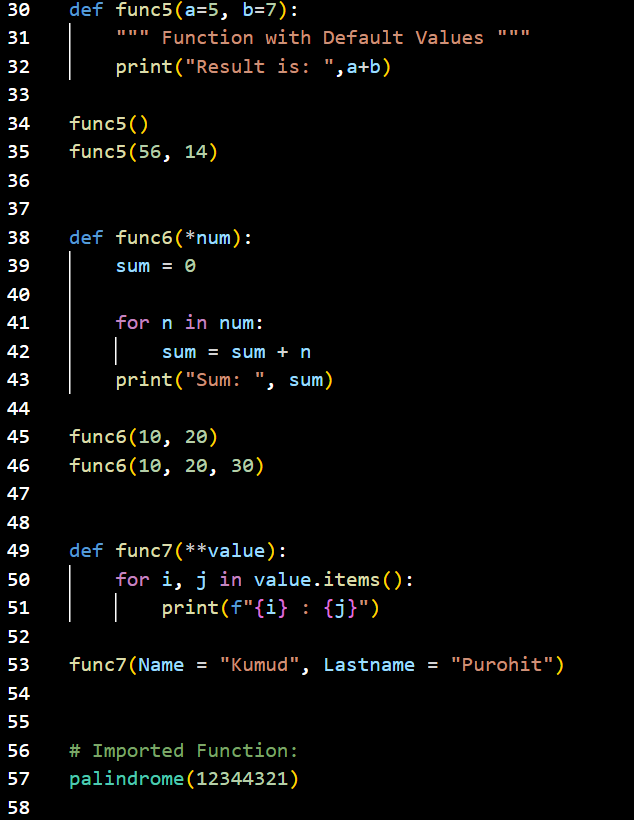 30 def func5(a=5, b=7):
31     """ Function with Default Values """
32     print("Result is: ",a+b)
33
34 func5()
35 func5(56, 14)
36
37
38 def func6(*num):
39     sum = 0
40
41     for n in num:
42         sum = sum + n
43     print("Sum: ", sum)
44
45 func6(10, 20)
46 func6(10, 20, 30)
47
48
49 def func7(**value):
50     for i, j in value.items():
51         print(f"{i} : {j}")
52
53 func7(Name = "Kumud", Lastname = "Purohit")
54
55
56 # Imported Function:
57 palindrome(12344321)
58